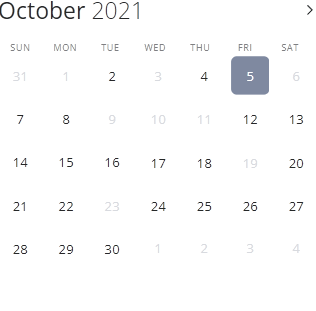 October 2021
SUN MON TUE WED THU FRI SAT
31 1 2 3 4 5 6
7 8 9 10 11 12 13
14 15 16 17 18 19 20
21 22 23 24 25 26 27
28 29 30 1 2 3 4